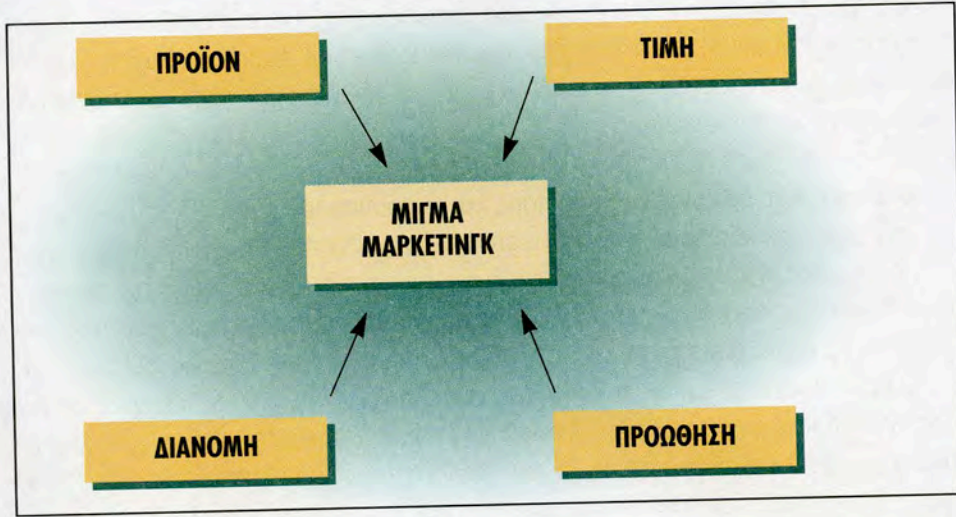 ΠΡΟΪΟΝ
ΤΙΜΗ
ΜΙΓΜΑ
ΜΑΡΚΕΤΙΝΓΚ
ΔΙΑΝΟΜΗ
ΠΡΟΩΘΗΣΗ